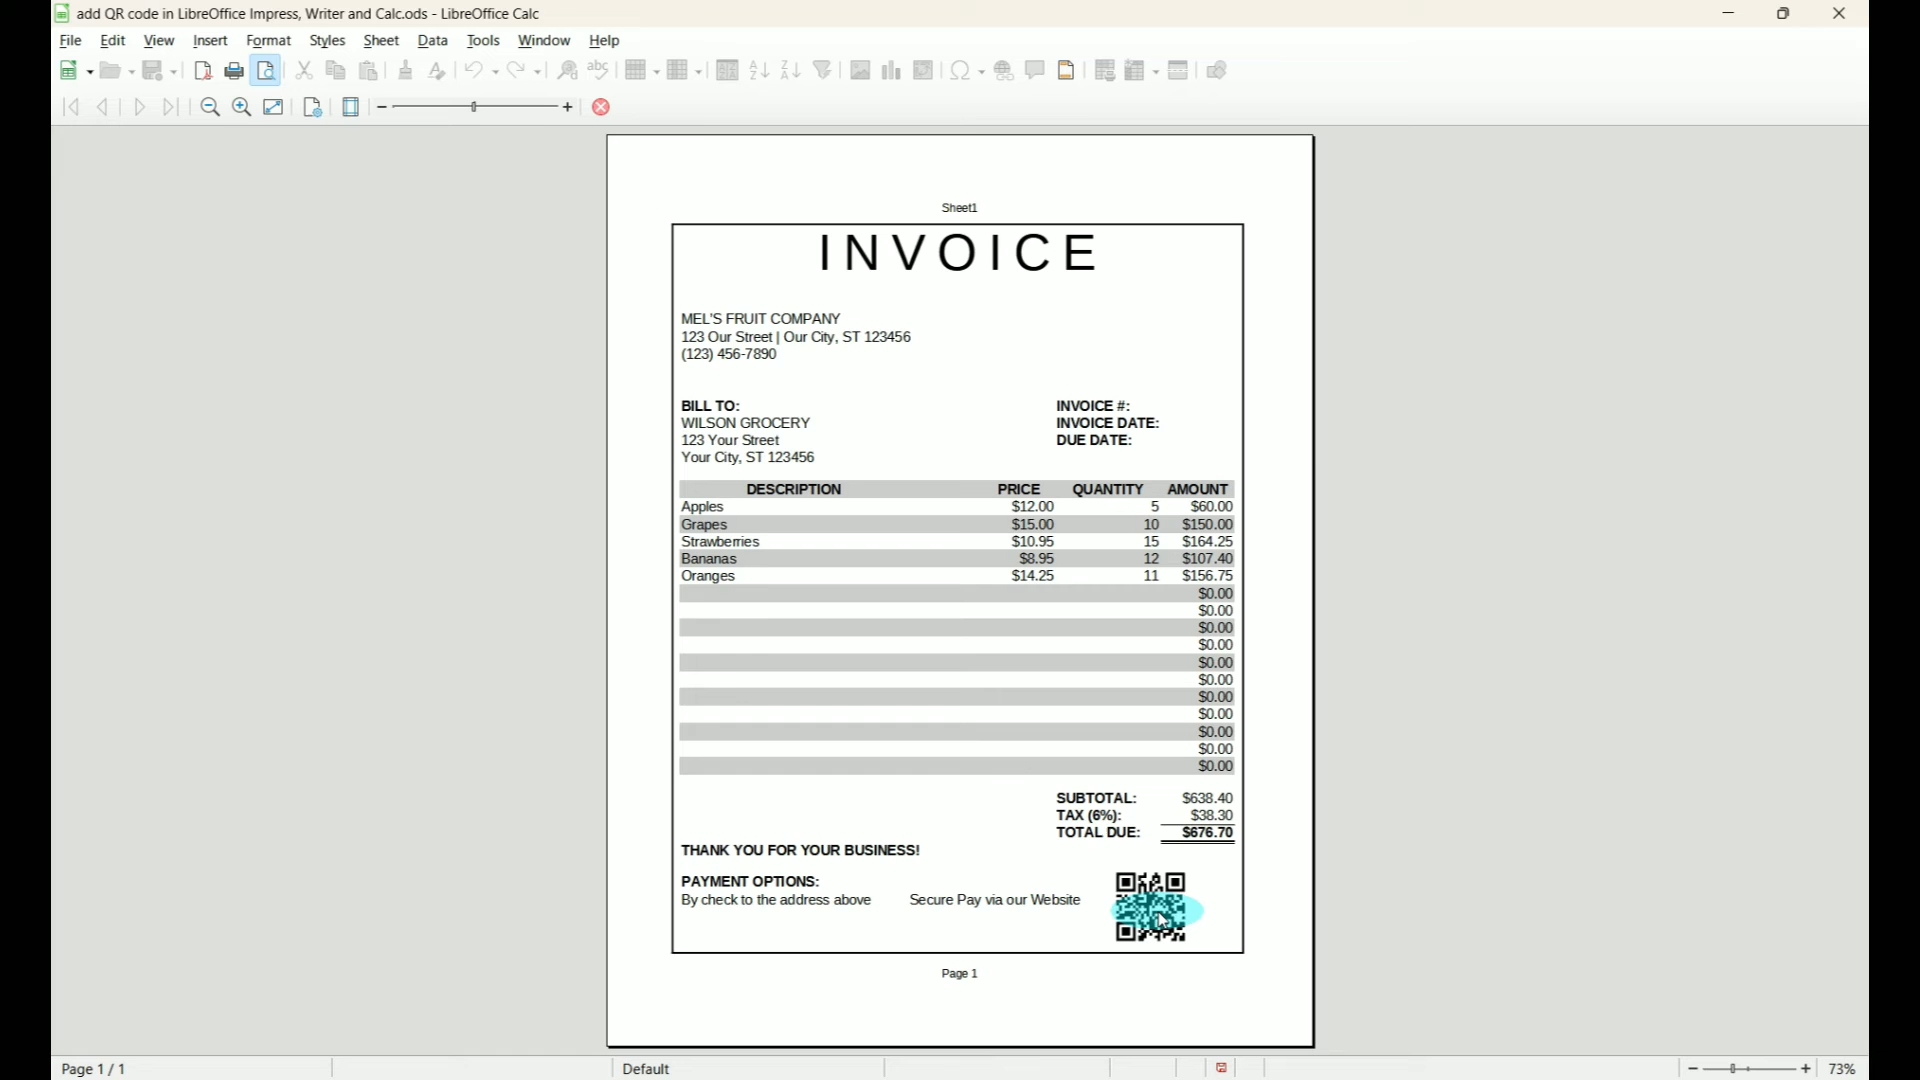 add QR code in LibreOffice Impress, Writer and Calc.ods - LibreOffice Calc
File Edit View Insert Format Styles Sheet Data Tools Window Help
Sheet1
INVOICE
MEL'S FRUIT COMPANY
123 Our Street | Our City, ST 123456
(123) 456-7890
BILL TO: INVOICE #:
WILSON GROCERY INVOICE DATE:
123 Your Street DUE DATE:
Your City, ST 123456
DESCRIPTION PRICE QUANTITY AMOUNT
Apples $12.00 5 $60.00
Grapes $15.00 10 $150.00
Strawberries $10.95 15 $164.25
Bananas $8.95 12 $107.40
Oranges $14.25 11 $156.75
$0.00
$0.00
$0.00
$0.00
$0.00
$0.00
$0.00
$0.00
$0.00
$0.00
$0.00
SUBTOTAL: $638.40
TAX (6%): $38.30
TOTAL DUE: $676.70
THANK YOU FOR YOUR BUSINESS!
PAYMENT OPTIONS:
By check to the address above Secure Pay via our Website
Page 1
Page 1 / 1 Default 73%